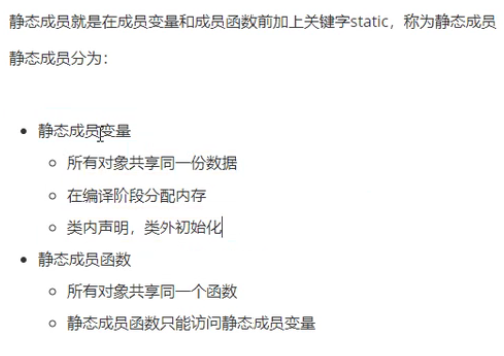 静态成员就是在成员变量和成员函数前加上关键字static，称为静态成员
静态成员分为：
静态成员变量
所有对象共享同一份数据
在编译阶段分配内存
类内声明，类外初始化
静态成员函数
所有对象共享同一个函数
静态成员函数只能访问静态成员变量